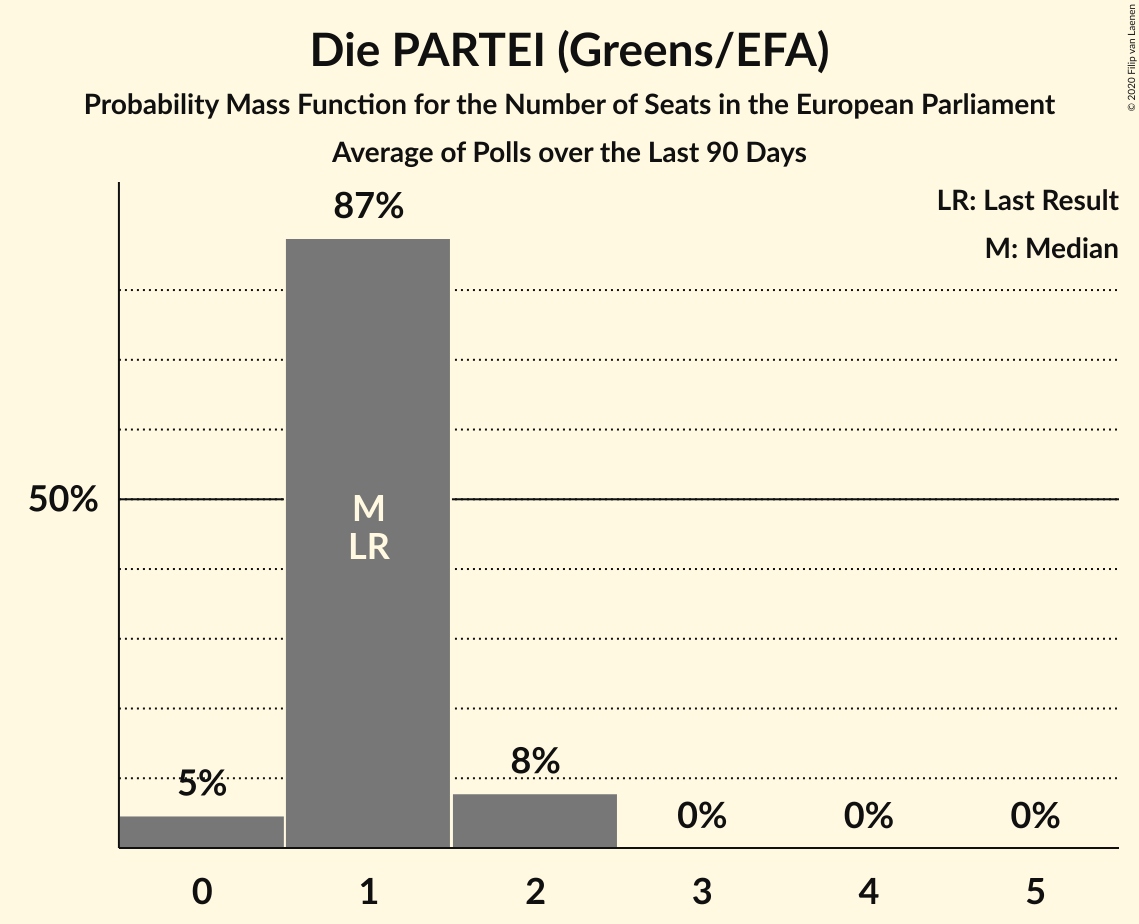 Die PARTEI (Greens/EFA)
Probability Mass Function for the Number of Seats in the European Parliament
Average of Polls over the Last 90 Days
© 2020 Filip van Laenen
LR: Last Result
M: Median
87%
50%
M
LR
5%
8%
0%
0%
0%
0
1
2
3
4
5